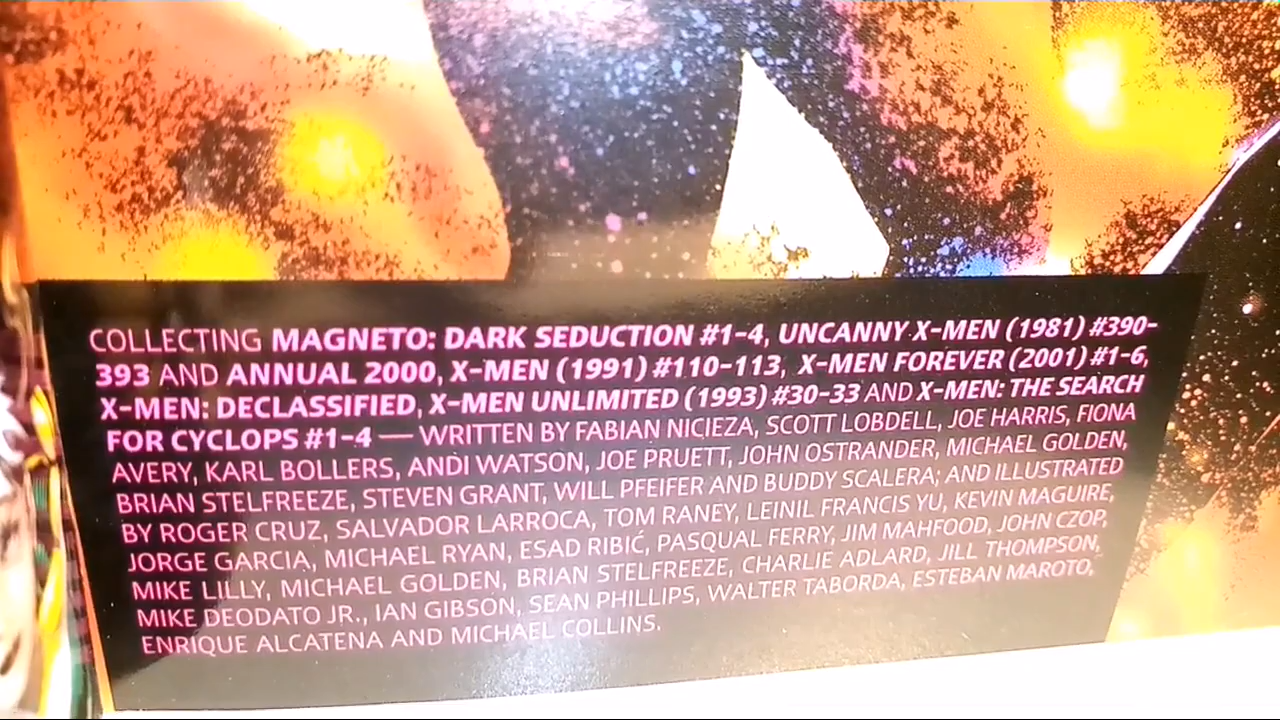 COLLECTING MAGNETO: DARK SEDUCTION #1-4, UNCANNY X-MEN (1981) #390-
393 AND ANNUAL 2000, X-MEN (1991) #110-113, X-MEN FOREVER (2001) #1-6,
X-MEN: DECLASSIFIED, X-MEN UNLIMITED (1993) #30-33 AND X-MEN: THE SEARCH
FOR CYCLOPS #1-4 — WRITTEN BY FABIAN NICIEZA, SCOTT LOBDELL, JOE HARRIS, FIONA
AVERY, KARL BOLLERS, ANDI WATSON, JOE PRUETT, JOHN OSTRANDER, MICHAEL GOLDEN,
BRIAN STELFREEZE, STEVEN GRANT, WILL PFEIFER AND BUDDY SCALERA; AND ILLUSTRATED
BY ROGER CRUZ, SALVADOR LARROCA, TOM RANEY, LEINIL FRANCIS YU, KEVIN MAGUIRE,
JORGE GARCIA, MICHAEL RYAN, ESAD RIBIĆ, PASQUAL FERRY, JIM MAHFOOD, JOHN CZOP,
MIKE LILLY, MICHAEL GOLDEN, BRIAN STELFREEZE, CHARLIE ADLARD, JILL THOMPSON,
MIKE DEODATO JR., IAN GIBSON, SEAN PHILLIPS, WALTER TABORDA, ESTEBAN MAROTO,
ENRIQUE ALCATENA AND MICHAEL COLLINS.